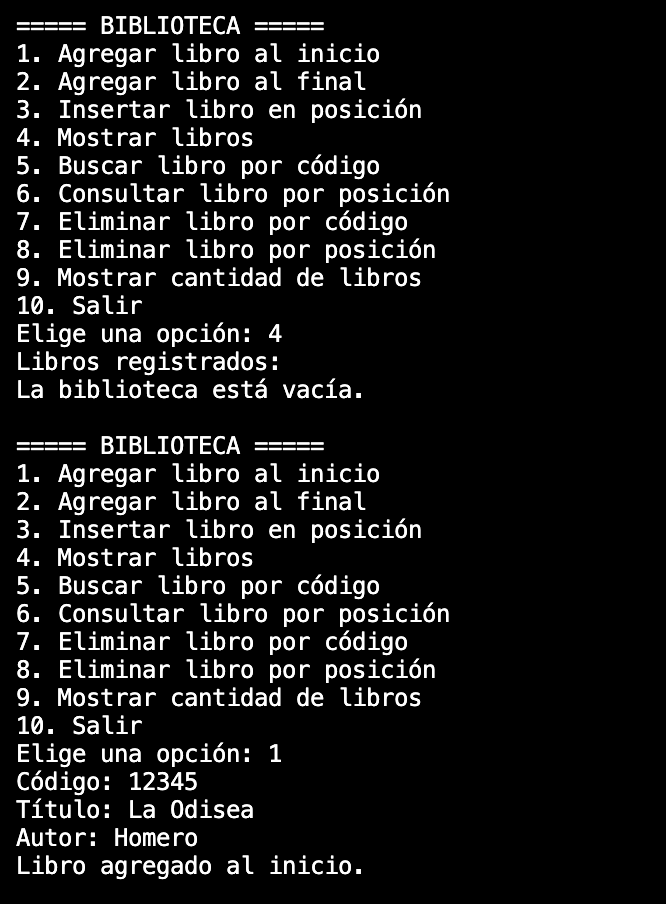 ===== BIBLIOTECA =====
1. Agregar libro al inicio
2. Agregar libro al final
3. Insertar libro en posición
4. Mostrar libros
5. Buscar libro por código
6. Consultar libro por posición
7. Eliminar libro por código
8. Eliminar libro por posición
9. Mostrar cantidad de libros
10. Salir
Elige una opción: 4
Libros registrados:
La biblioteca está vacía.

===== BIBLIOTECA =====
1. Agregar libro al inicio
2. Agregar libro al final
3. Insertar libro en posición
4. Mostrar libros
5. Buscar libro por código
6. Consultar libro por posición
7. Eliminar libro por código
8. Eliminar libro por posición
9. Mostrar cantidad de libros
10. Salir
Elige una opción: 1
Código: 12345
Título: La Odisea
Autor: Homero
Libro agregado al inicio.